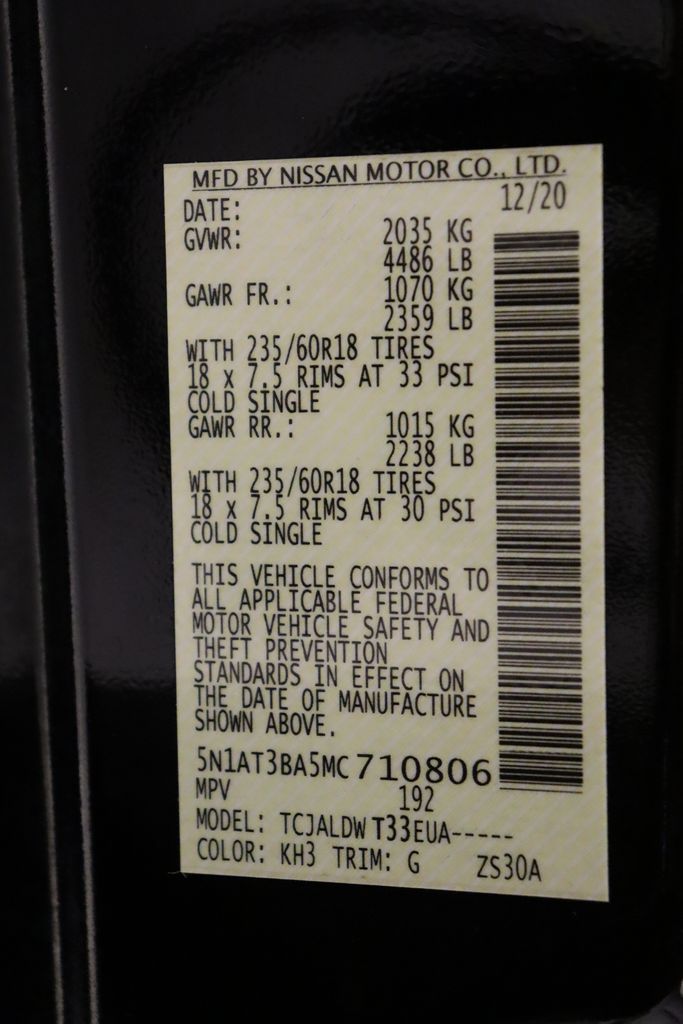 MFD BY NISSAN MOTOR CO., LTD.
DATE: 12/20
GVWR: 2035 KG
4486 LB
GAWR FR.: 1070 KG
2359 LB
WITH 235/60R18 TIRES
18 x 7.5 RIMS AT 33 PSI
COLD SINGLE
GAWR RR.: 1015 KG
2238 LB
WITH 235/60R18 TIRES
18 x 7.5 RIMS AT 30 PSI
COLD SINGLE
THIS VEHICLE CONFORMS TO
ALL APPLICABLE FEDERAL
MOTOR VEHICLE SAFETY AND
THEFT PREVENTION
STANDARDS IN EFFECT ON
THE DATE OF MANUFACTURE
SHOWN ABOVE.
5N1AT3BA5MC710806
MPV 192
MODEL: TCJALDWT33EUA-----
COLOR: KH3 TRIM: G ZS30A